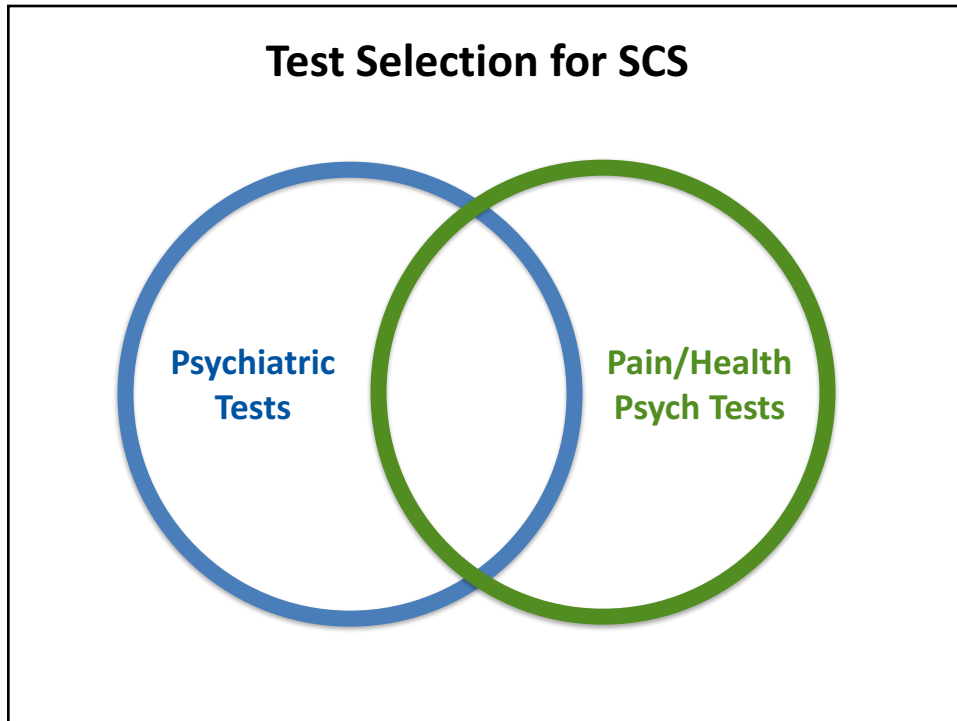 Test Selection for SCS
Psychiatric
Tests
Pain/Health
Psych Tests